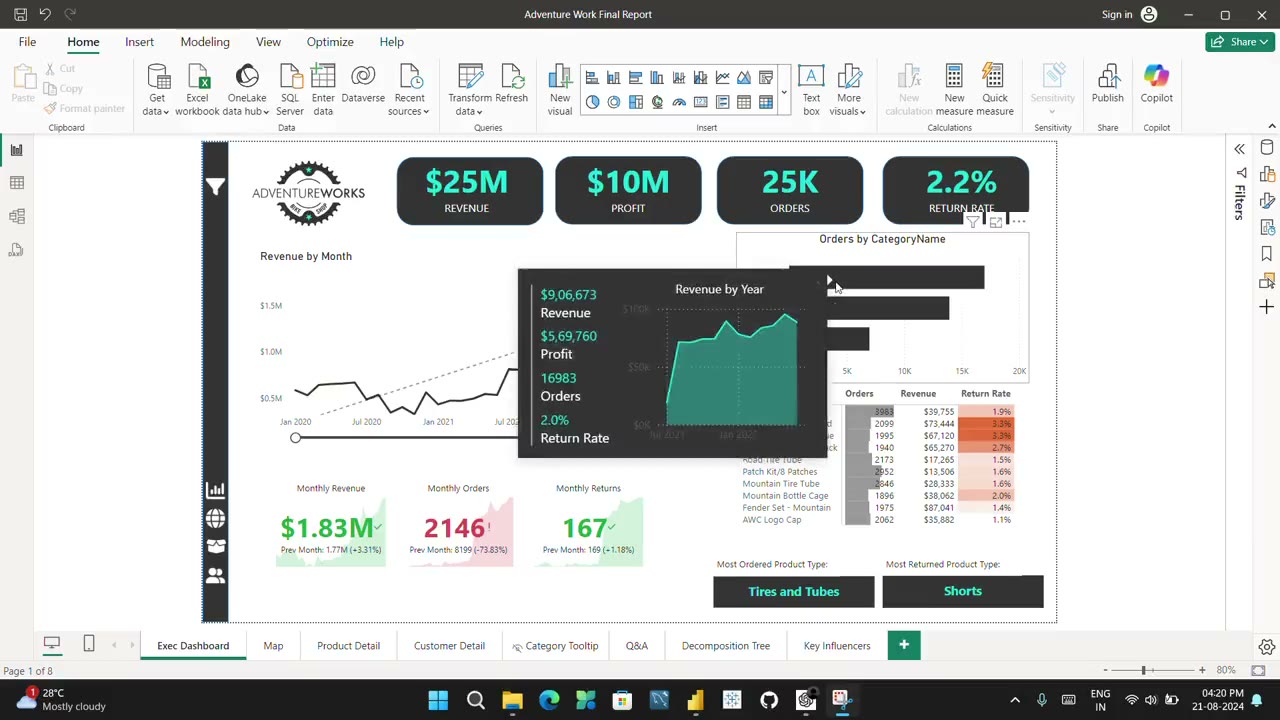 Adventure Work Final Report
Sign in
File Home Insert Modeling View Optimize Help
Share
Paste
Cut
Copy
Format painter
Get data
Excel workbook
OneLake data hub
SQL Server
Enter data
Dataverse
Recent sources
Transform data
Refresh
New visual
Text box
More visuals
New calculation
New measure
Quick measure
Sensitivity
Publish
Copilot
Clipboard Data Queries Insert Calculations Sensitivity Share Copilot
Filters
ADVENTUREWORKS
BIKE SHOP
$25M
REVENUE
$10M
PROFIT
25K
ORDERS
2.2%
RETURN RATE
Revenue by Month
$1.5M
$1.0M
$0.5M
Jan 2020 Jul 2020 Jan 2021
Orders by CategoryName
5K 10K 15K 20K
$9,06,673
Revenue
$5,69,760
Profit
16983
Orders
2.0%
Return Rate
Revenue by Year
$100K
$50K
$0K
Jul 2021
Orders Revenue Return Rate
3983 $39,755 1.9%
2099 $73,444 3.3%
1995 $67,120 3.3%
1940 $65,270 2.7%
Road Tire Tube 2173 $17,265 1.5%
Patch Kit/8 Patches 2952 $13,506 1.6%
Mountain Tire Tube 2846 $28,333 1.6%
Mountain Bottle Cage 1896 $38,062 2.0%
Fender Set - Mountain 1975 $87,041 1.4%
AWC Logo Cap 2062 $35,882 1.1%
Monthly Revenue
$1.83M
Prev Month: 1.77M (+3.31%)
Monthly Orders
2146!
Prev Month: 8199 (-73.83%)
Monthly Returns
167
Prev Month: 169 (+1.18%)
Most Ordered Product Type:
Tires and Tubes
Most Returned Product Type:
Shorts
Exec Dashboard Map Product Detail Customer Detail Category Tooltip Q&A Decomposition Tree Key Influencers
Page 1 of 8
80%
1
28°C
Mostly cloudy
ENG
IN
04:20 PM
21-08-2024